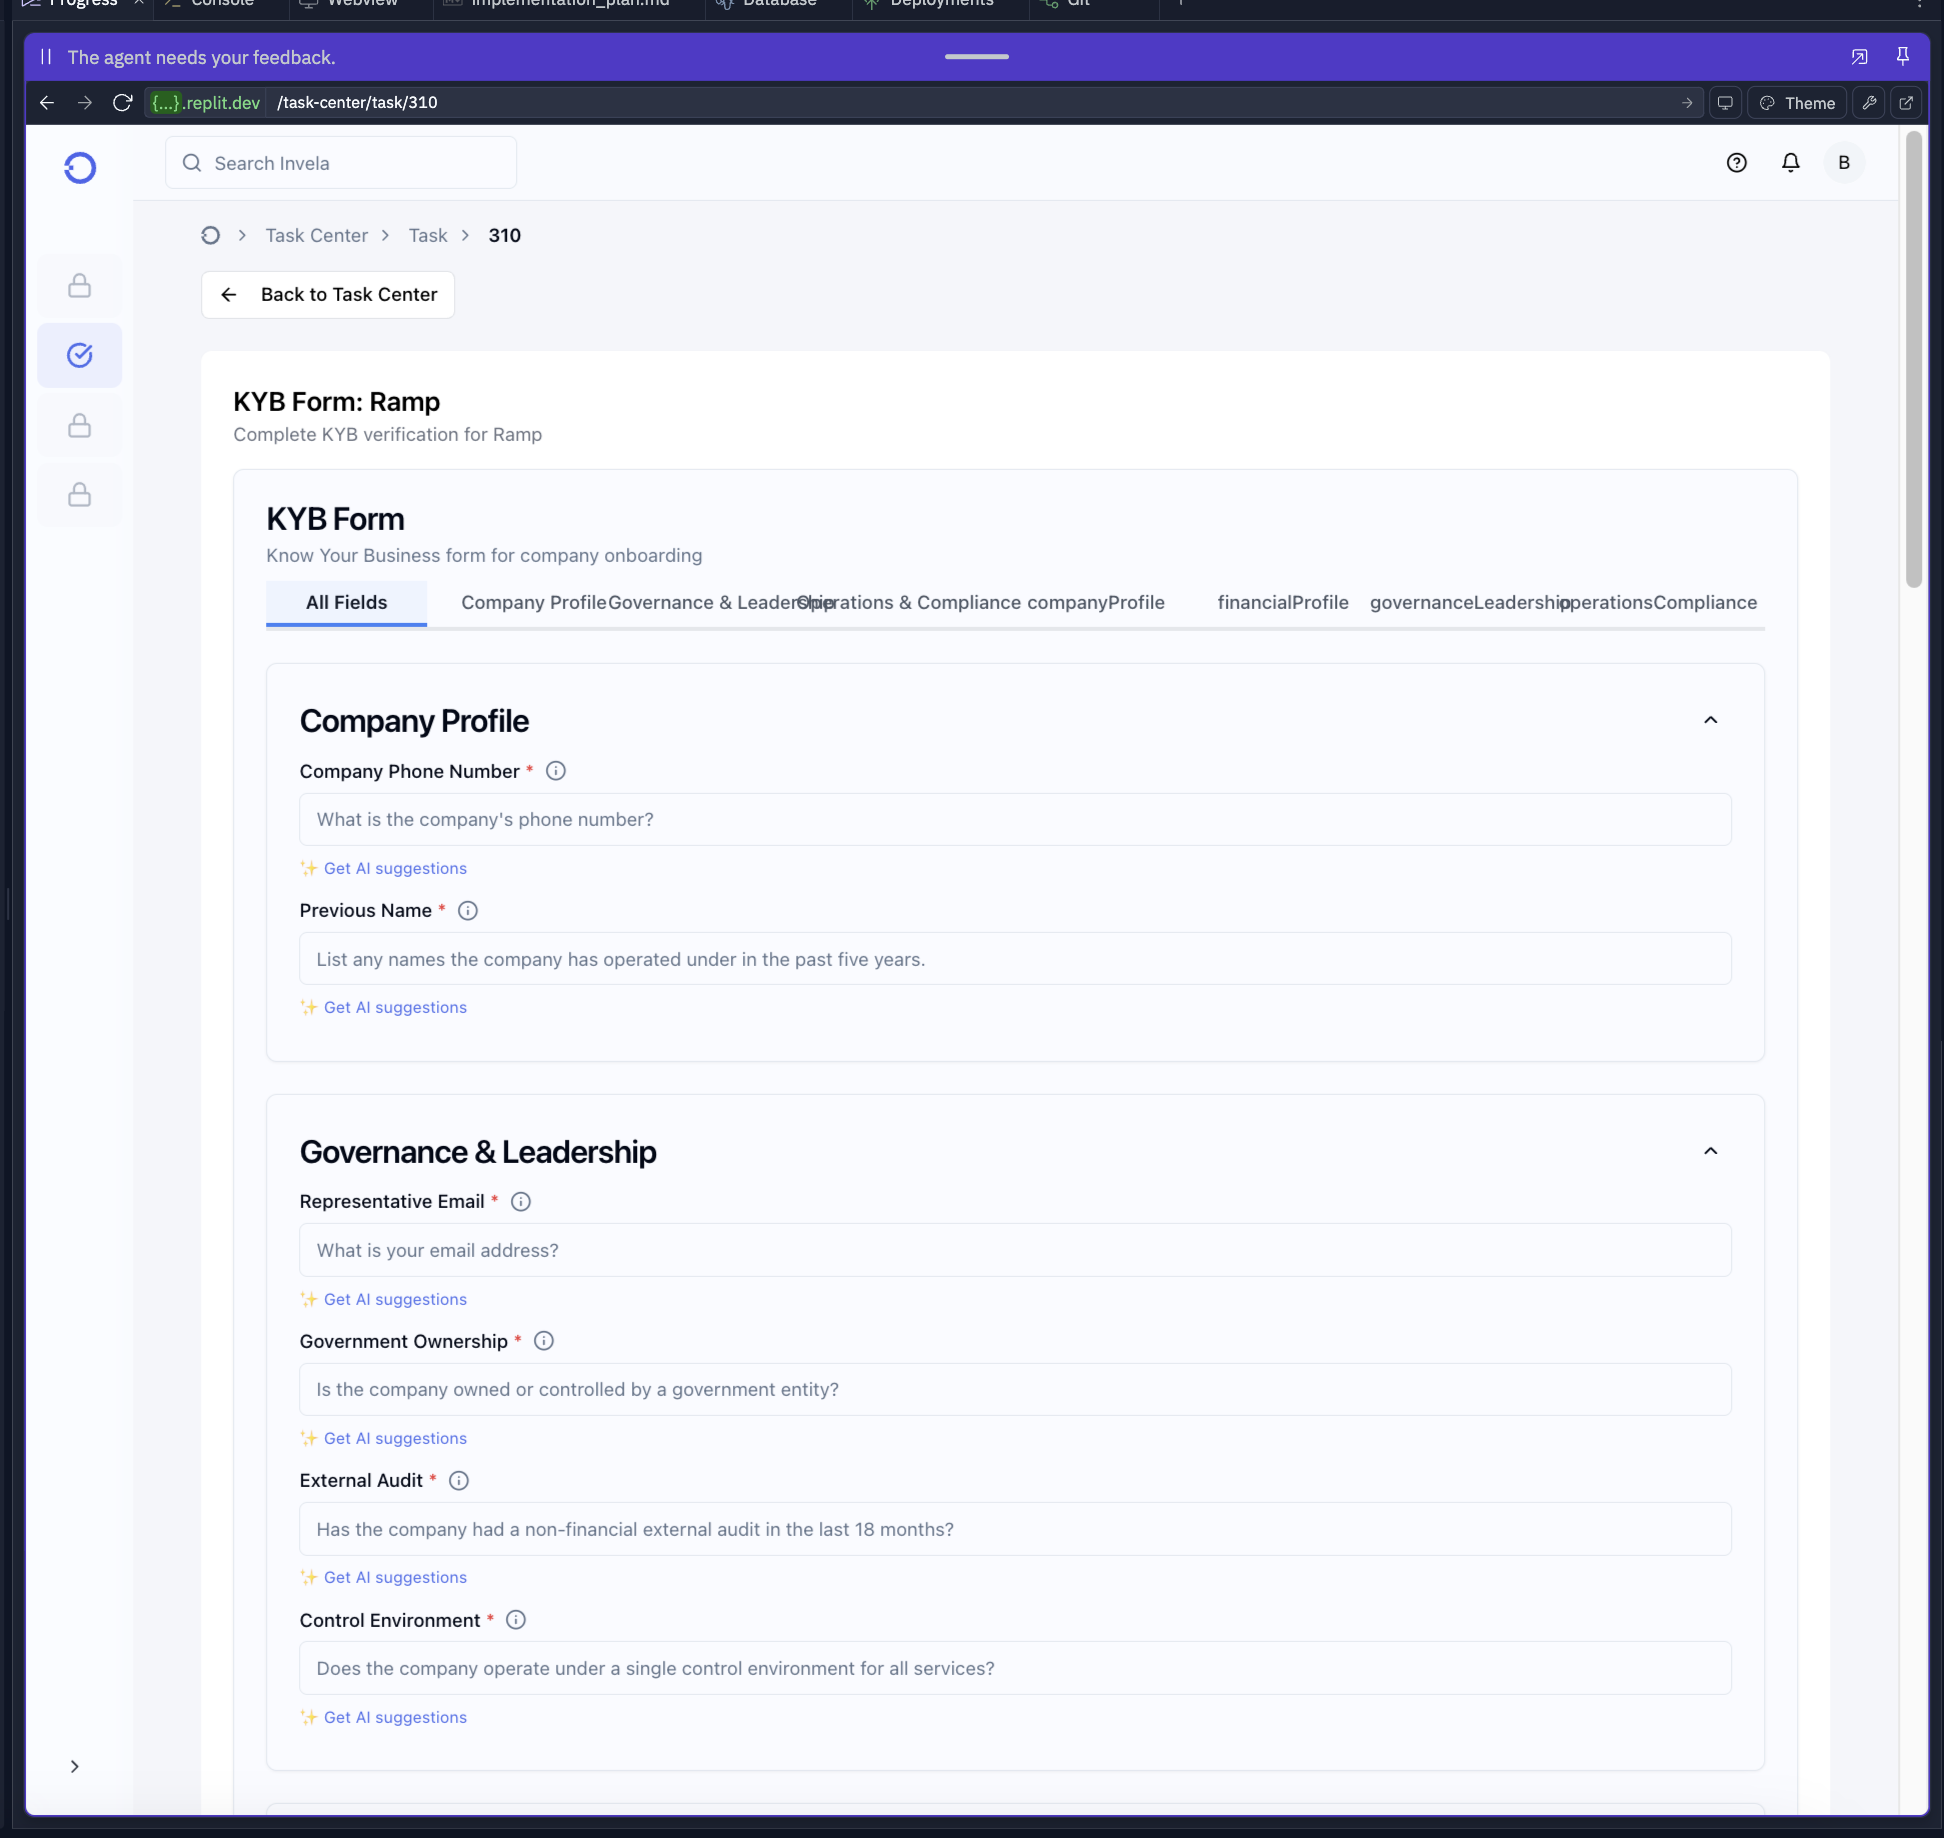 Progress
Console
Webview
implementation_plan.md
Database
Deployments
Git
The agent needs your feedback.
{...}.replit.dev /task-center/task/310
Theme
Search Invela
B
Task Center > Task > 310
Back to Task Center
KYB Form: Ramp
Complete KYB verification for Ramp
KYB Form
Know Your Business form for company onboarding
All Fields
Company Profile
Governance & Leadership
Operations & Compliance
companyProfile
financialProfile
governanceLeadership
operationsCompliance
Company Profile
Company Phone Number *
What is the company's phone number?
✨ Get AI suggestions
Previous Name *
List any names the company has operated under in the past five years.
✨ Get AI suggestions
Governance & Leadership
Representative Email *
What is your email address?
✨ Get AI suggestions
Government Ownership *
Is the company owned or controlled by a government entity?
✨ Get AI suggestions
External Audit *
Has the company had a non-financial external audit in the last 18 months?
✨ Get AI suggestions
Control Environment *
Does the company operate under a single control environment for all services?
✨ Get AI suggestions